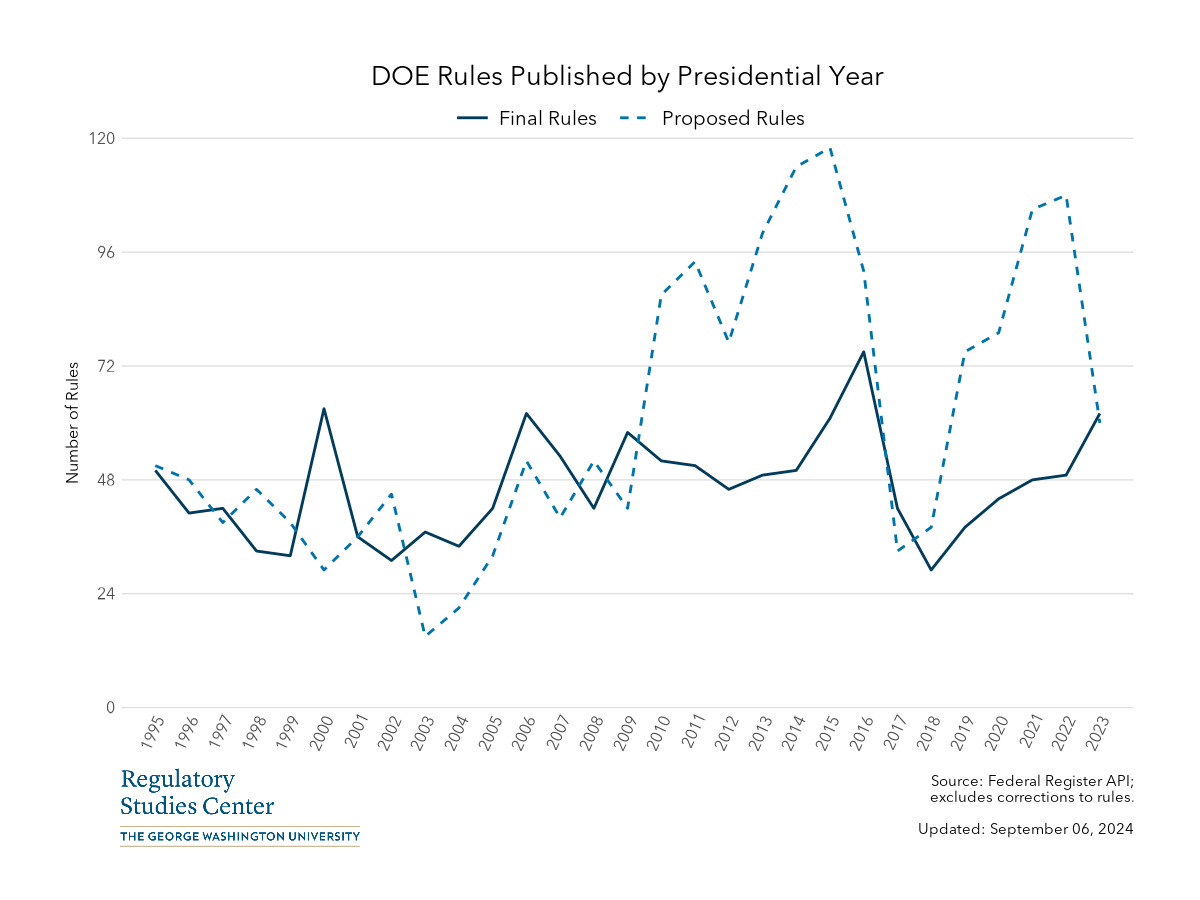 DOE Rules Published by Presidential Year
Final Rules Proposed Rules
120
96
72
48
24
0
Number of Rules
1995 1996 1997 1998 1999 2000 2001 2002 2003 2004 2005 2006 2007 2008 2009 2010 2011 2012 2013 2014 2015 2016 2017 2018 2019 2020 2021 2022 2023
Regulatory
Studies Center
THE GEORGE WASHINGTON UNIVERSITY
Source: Federal Register API;
excludes corrections to rules.
Updated: September 06, 2024